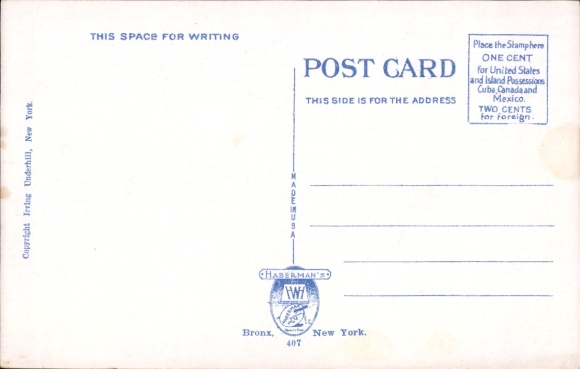 THIS SPACE FOR WRITING
Copyright Irving Underhill, New York.
POST CARD
THIS SIDE IS FOR THE ADDRESS
Place the Stamp here
ONE CENT
for United States
and Island Possessions
Cuba, Canada and
Mexico.
TWO CENTS
for foreign.
MADE IN USA
HABERMAN'S
Bronx, New York.
407